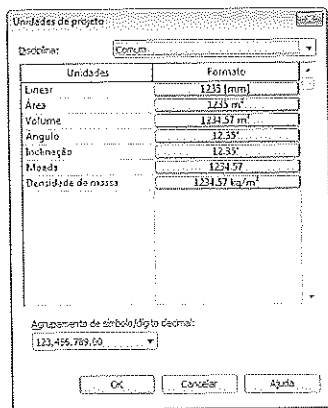 Unidades de projeto
Disciplina: Comum
Unidades Formato
Linear 1235 [mm]
Área 1235 m²
Volume 1234.57 m³
Ângulo 12.35°
Inclinação 12.35°
Moeda 1234.57
Densidade de massa 1234.57 kg/m³
Agrupamento de símbolo/dígito decimal:
123,456,789.00
OK Cancelar Ajuda